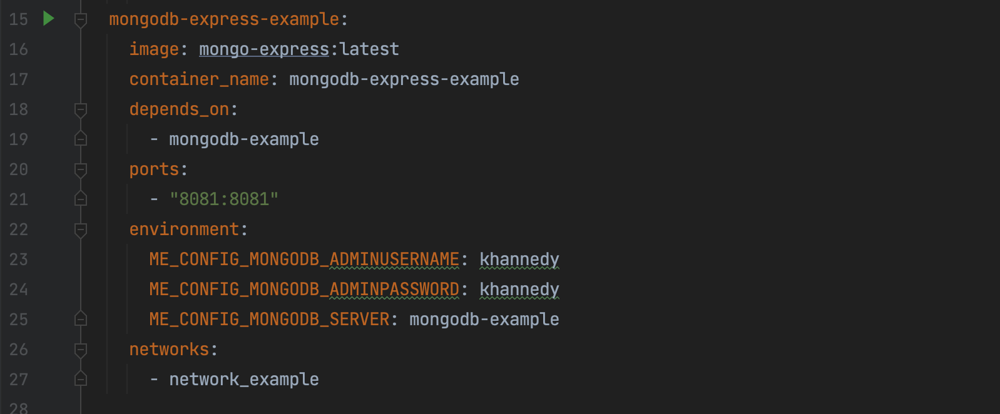 15 mongodb-express-example:
16 image: mongo-express:latest
17 container_name: mongodb-express-example
18 depends_on:
19 - mongodb-example
20 ports:
21 - "8081:8081"
22 environment:
23 ME_CONFIG_MONGODB_ADMINUSERNAME: khannedy
24 ME_CONFIG_MONGODB_ADMINPASSWORD: khannedy
25 ME_CONFIG_MONGODB_SERVER: mongodb-example
26 networks:
27 - network_example
28